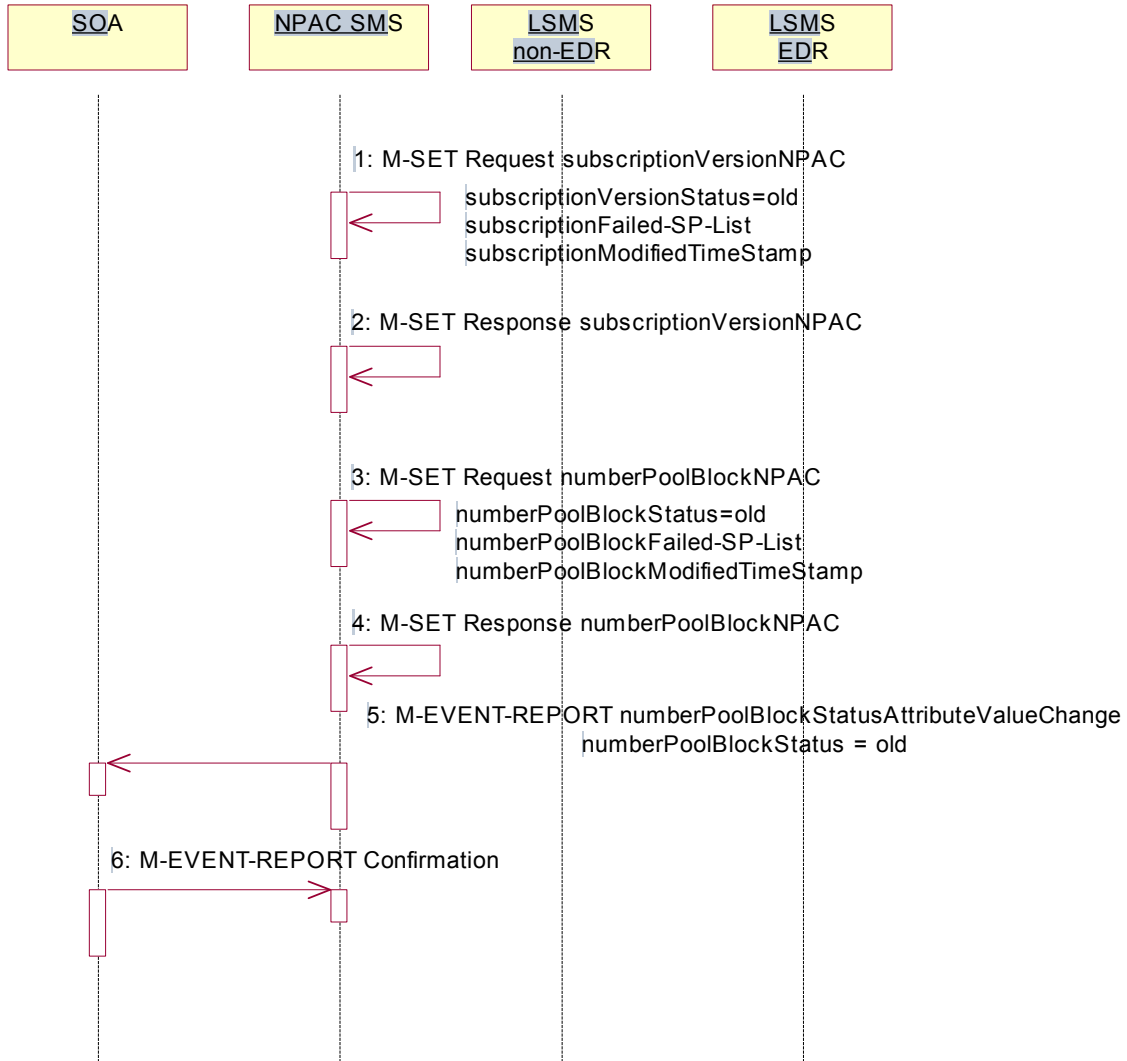 SOA
NPAC SMS
LSMS
non-EDR
LSMS
EDR
1: M-SET Request subscriptionVersionNPAC
subscriptionVersionStatus=old
subscriptionFailed-SP-List
subscriptionModifiedTimeStamp
2: M-SET Response subscriptionVersionNPAC
3: M-SET Request numberPoolBlockNPAC
numberPoolBlockStatus=old
numberPoolBlockFailed-SP-List
numberPoolBlockModifiedTimeStamp
4: M-SET Response numberPoolBlockNPAC
5: M-EVENT-REPORT numberPoolBlockStatusAttributeValueChange
numberPoolBlockStatus = old
6: M-EVENT-REPORT Confirmation